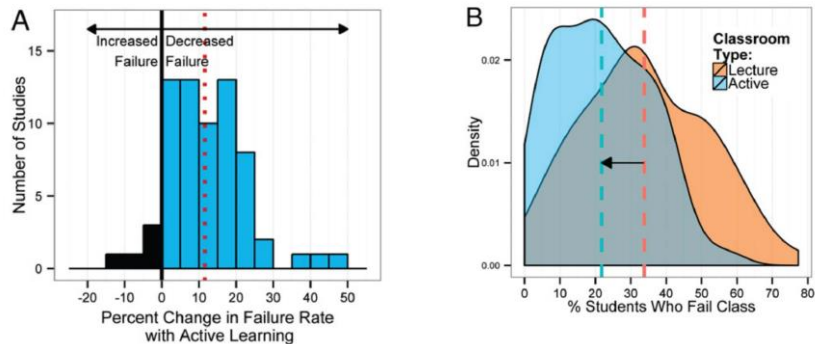 A
Increased Decreased
Failure Failure
Number of Studies
15
10
5
0
-20 -10 0 10 20 30 40 50
Percent Change in Failure Rate
with Active Learning
B
Classroom
Type:
Lecture
Active
Density
0.02
0.01
0.00
0 10 20 30 40 50 60 70 80
% Students Who Fail Class